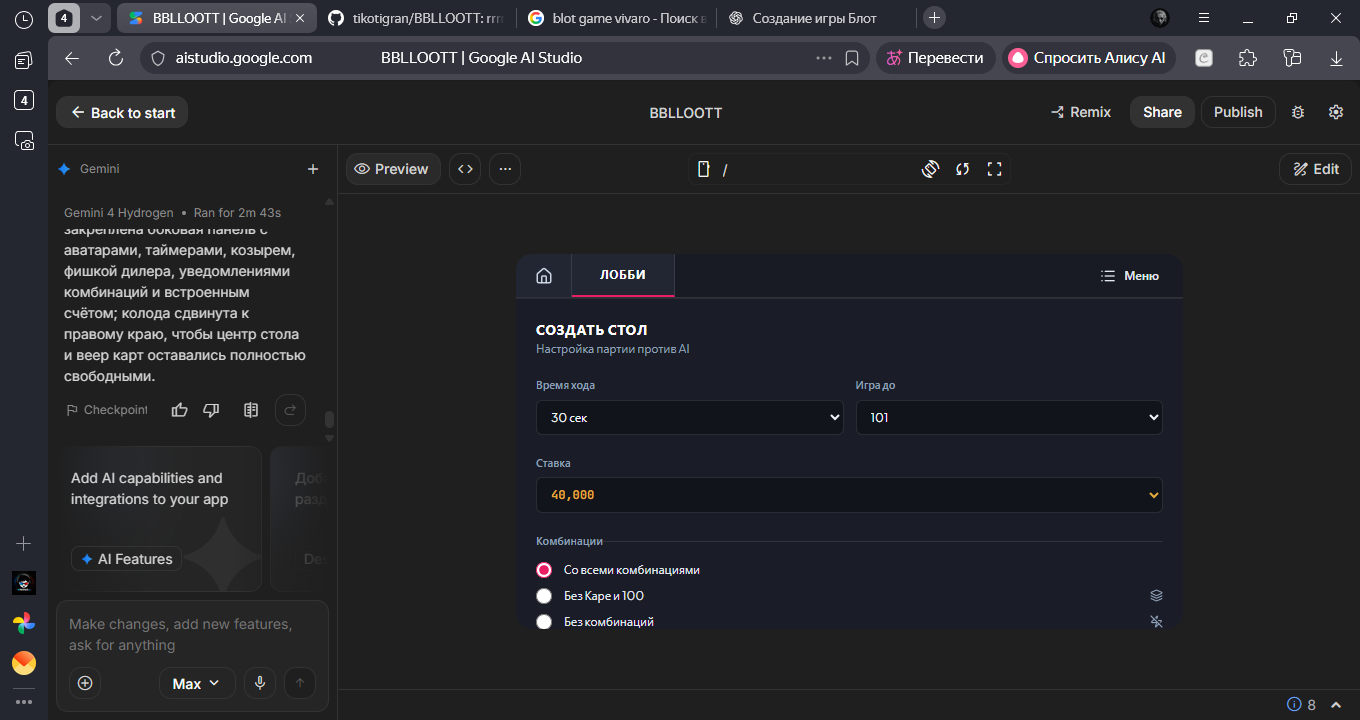 4
BBLLOOTT | Google AI
tikotigran/BBLLOOTT: rrrr
blot game vivaro - Поиск в
Создание игры Блот
aistudio.google.com
BBLLOOTT | Google AI Studio
Перевести
Спросить Алису AI
4
Back to start
BBLLOOTT
Remix
Share
Publish
Gemini
Preview
/
Edit
Gemini 4 Hydrogen • Ran for 2m 43s
закреплена боковая панель с
аватарами, таймерами, козырем,
фишкой дилера, уведомлениями
комбинаций и встроенным
счётом; колода сдвинута к
правому краю, чтобы центр стола
и веер карт оставались полностью
свободными.
Checkpoint
Add AI capabilities and
integrations to your app
AI Features
Make changes, add new features,
ask for anything
Max
ЛОББИ
Меню
СОЗДАТЬ СТОЛ
Настройка партии против AI
Время хода
Игра до
30 сек
101
Ставка
40,000
Комбинации
Со всеми комбинациями
Без Каре и 100
Без комбинаций
8